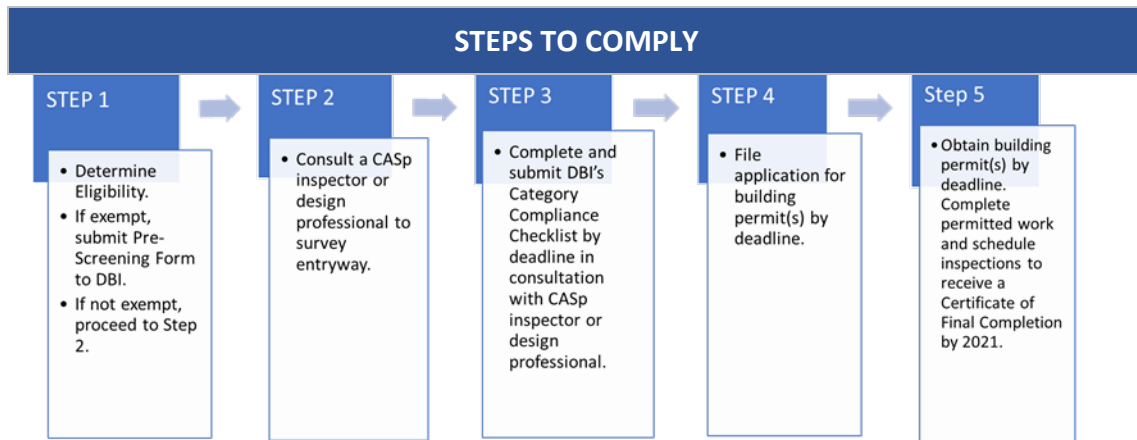 STEPS TO COMPLY
STEP 1
• Determine
Eligibility.
• If exempt,
submit Pre-
Screening Form
to DBI.
• If not exempt,
proceed to Step
2.
STEP 2
• Consult a CASp
inspector or
design
professional to
survey
entryway.
STEP 3
• Complete and
submit DBI's
Category
Compliance
Checklist by
deadline in
consultation
with CASp
inspector or
design
professional.
STEP 4
• File
application for
building
permit(s) by
deadline.
Step 5
• Obtain building
permit(s) by
deadline.
Complete
permitted work
and schedule
inspections to
receive a
Certificate of
Final Completion
by 2021.